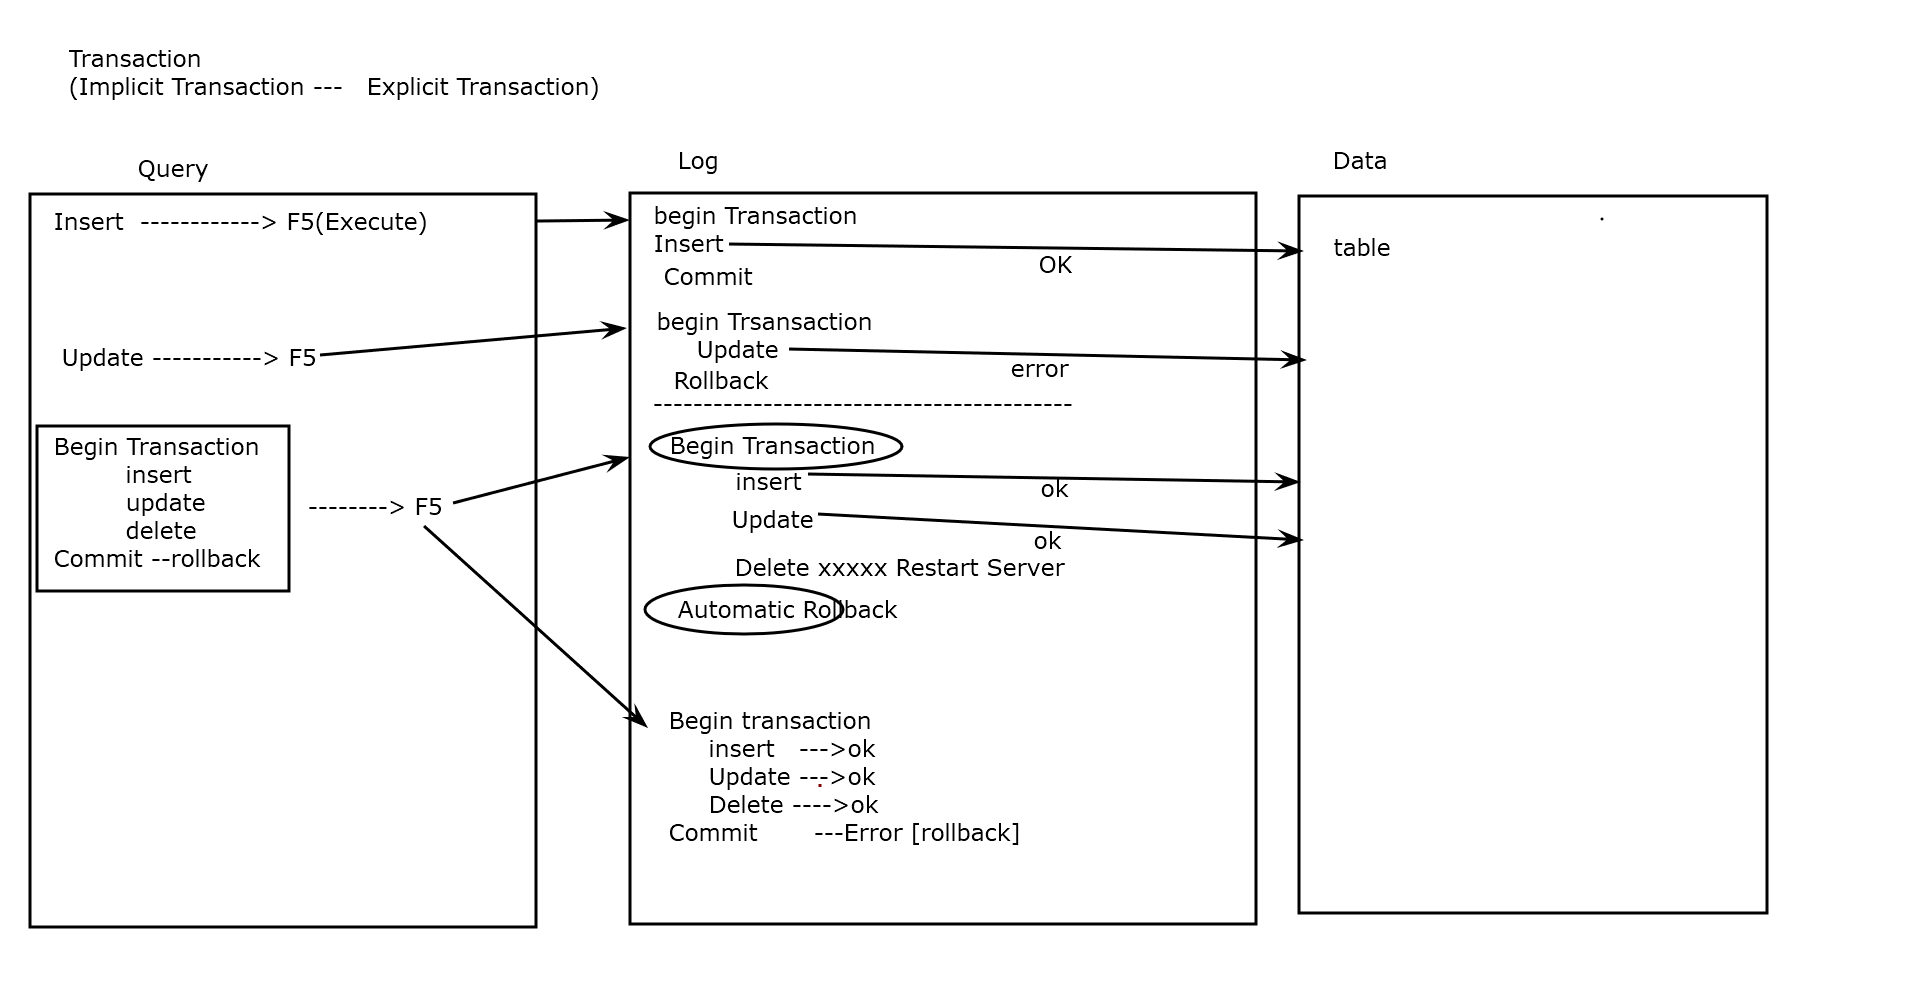 Transaction
(Implicit Transaction --- Explicit Transaction)
Query
Insert ------------> F5(Execute)
Update -----------> F5
Begin Transaction
insert
update
delete
Commit --rollback
--------> F5
Log
begin Transaction
Insert
OK
Commit
begin Trsansaction
Update
error
Rollback
------------------------------------------
Begin Transaction
insert
ok
Update
ok
Delete xxxxx Restart Server
Automatic Rollback
Begin transaction
insert --->ok
Update --->ok
Delete ---->ok
Commit ---Error [rollback]
Data
table